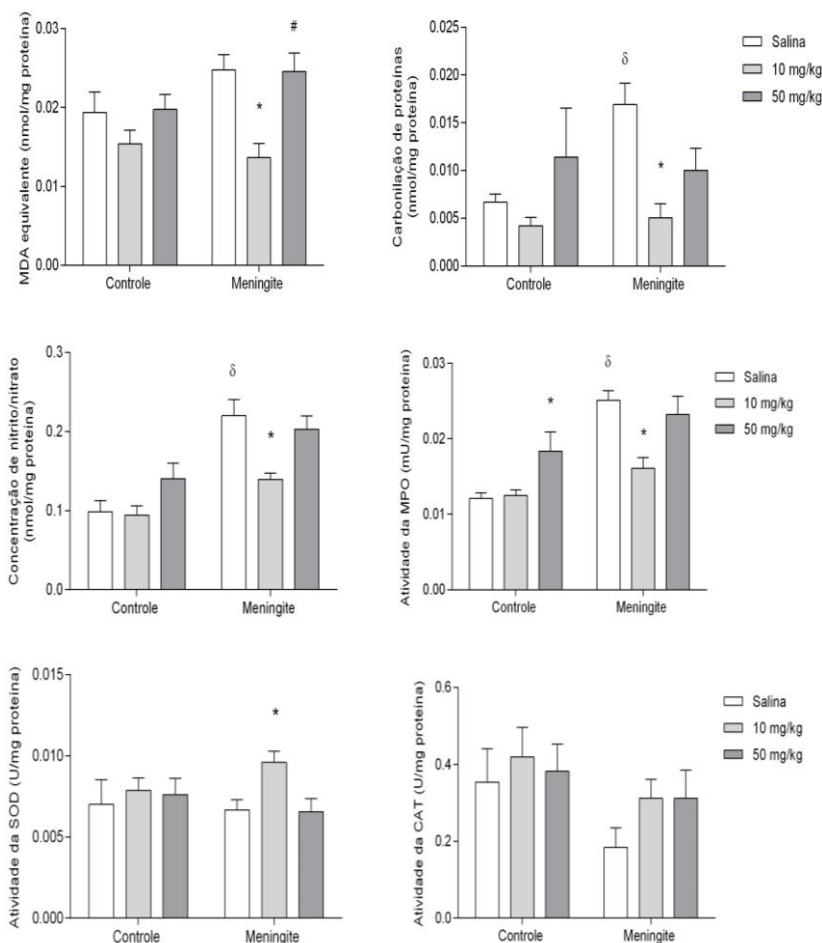 MDA equivalente (nmol/mg proteína)
0.03
0.02
0.01
0.00
*
#
Controle
Meningite
Carbonilação de proteínas
(nmol/mg proteína)
0.025
0.020
0.015
0.010
0.005
0.000
δ
*
Controle
Meningite
Salina
10 mg/kg
50 mg/kg
Concentração de nitrito/nitrato
(nmol/mg proteína)
0.3
0.2
0.1
0.0
δ
*
Controle
Meningite
Atividade da MPO (mU/mg proteína)
0.03
0.02
0.01
0.00
*
δ
*
Controle
Meningite
Salina
10 mg/kg
50 mg/kg
Atividade da SOD (U/mg proteína)
0.015
0.010
0.005
0.000
*
Controle
Meningite
Atividade da CAT (U/mg proteína)
0.6
0.4
0.2
0.0
Controle
Meningite
Salina
10 mg/kg
50 mg/kg